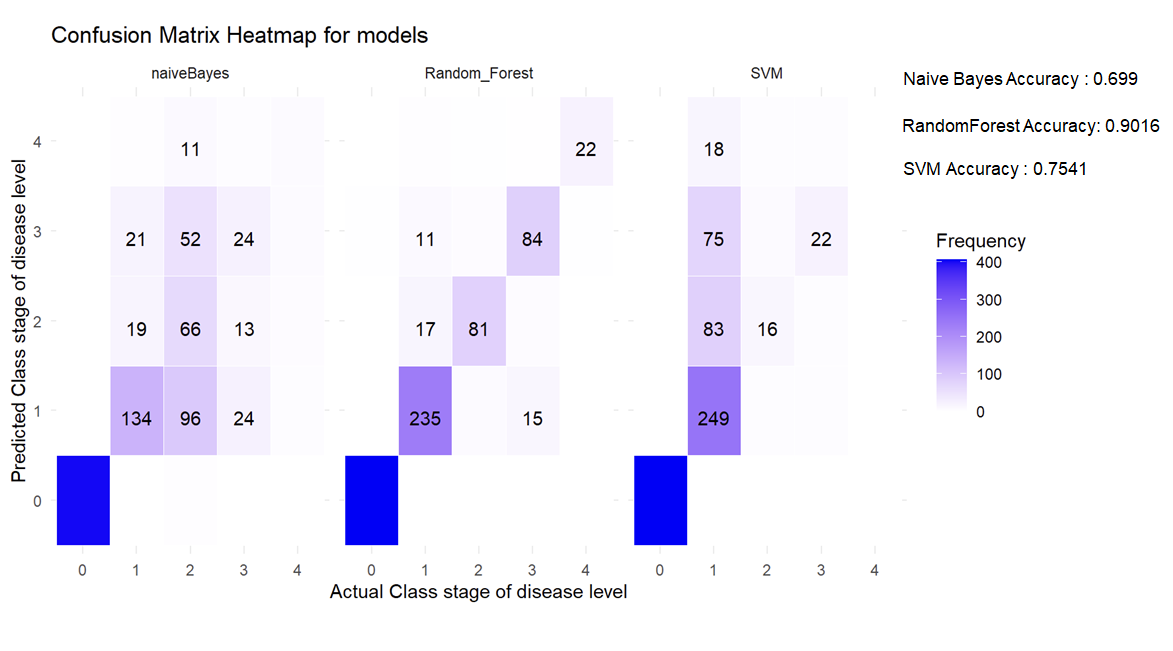 Confusion Matrix Heatmap for models
naiveBayes
Random_Forest
SVM
Naive Bayes Accuracy : 0.699
RandomForest Accuracy: 0.9016
SVM Accuracy : 0.7541
Predicted Class stage of disease level
4
11
22
18
3
21 52 24
11 84
75 22
2
19 66 13
17 81
83 16
1
134 96 24
235 15
249
0
0 1 2 3 4
0 1 2 3 4
0 1 2 3 4
Actual Class stage of disease level
Frequency
400
300
200
100
0